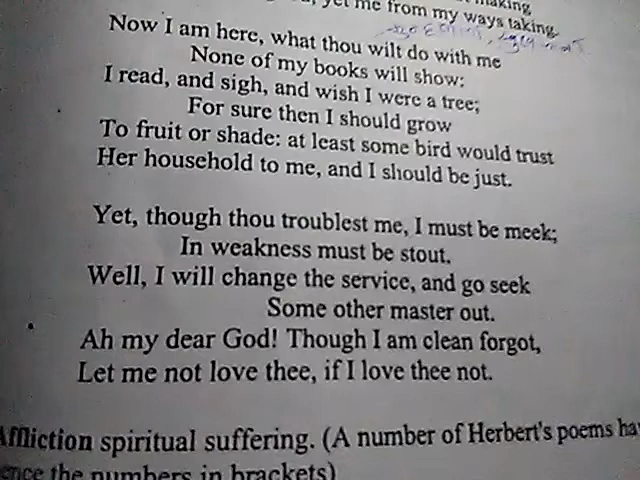 yet me from my ways taking.
Now I am here, what thou wilt do with me
None of my books will show:
I read, and sigh, and wish I were a tree;
For sure then I should grow
To fruit or shade: at least some bird would trust
Her household to me, and I should be just.
Yet, though thou troublest me, I must be meek;
In weakness must be stout.
Well, I will change the service, and go seek
Some other master out.
Ah my dear God! Though I am clean forgot,
Let me not love thee, if I love thee not.
Affliction spiritual suffering. (A number of Herbert's poems ha
ence the numbers in brackets)